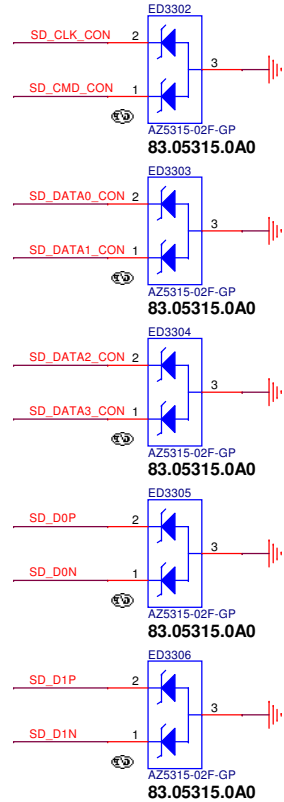 ED3302
SD_CLK_CON 2
3
SD_CMD_CON 1
AZ5315-02F-GP
83.05315.0A0
ED3303
SD_DATA0_CON 2
3
SD_DATA1_CON 1
AZ5315-02F-GP
83.05315.0A0
ED3304
SD_DATA2_CON 2
3
SD_DATA3_CON 1
AZ5315-02F-GP
83.05315.0A0
ED3305
SD_D0P 2
3
SD_D0N 1
AZ5315-02F-GP
83.05315.0A0
ED3306
SD_D1P 2
3
SD_D1N 1
AZ5315-02F-GP
83.05315.0A0